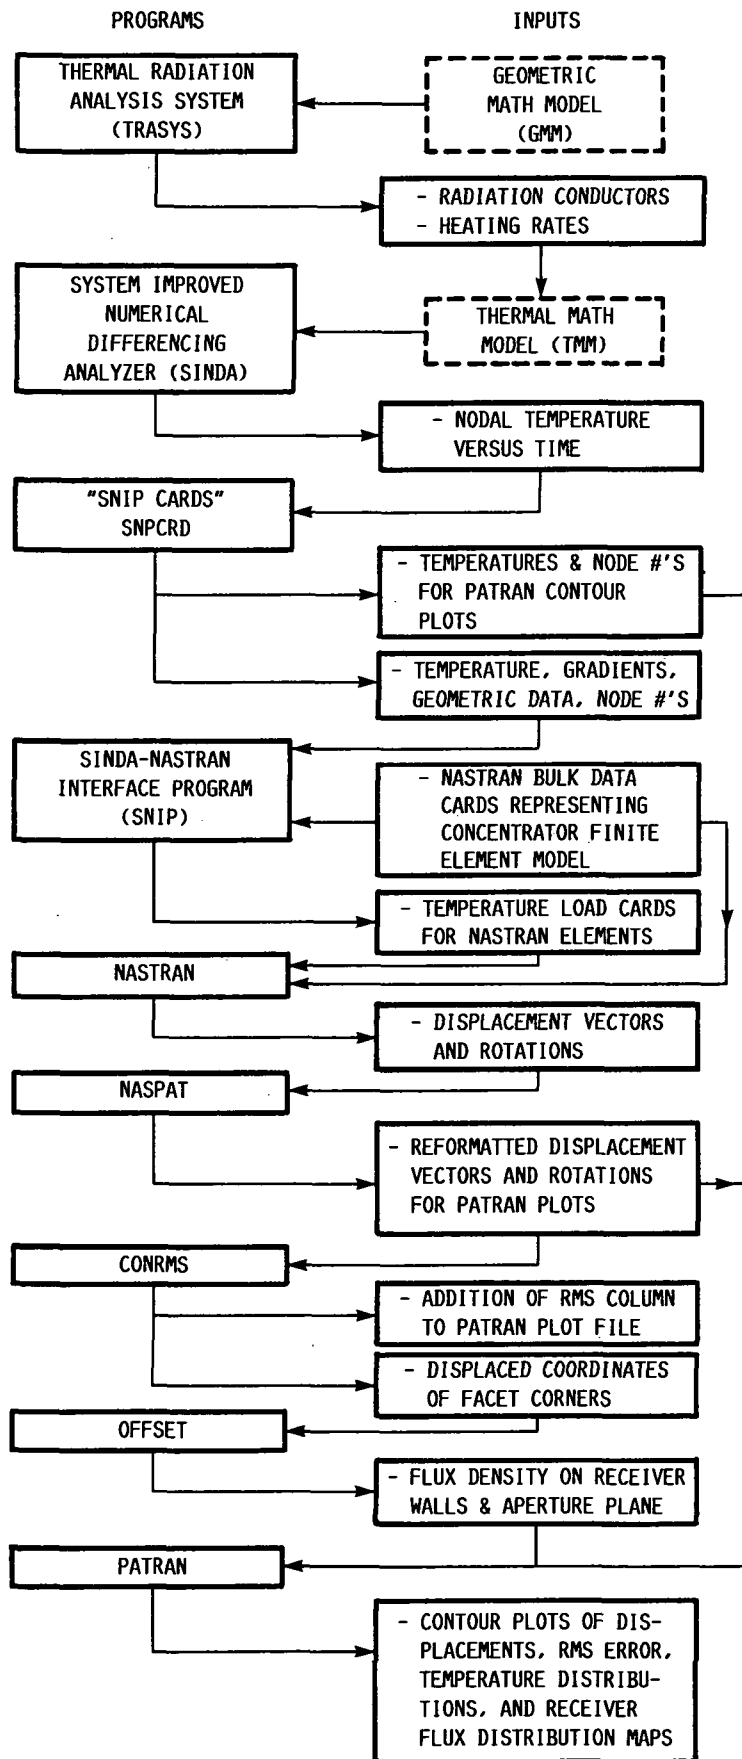 PROGRAMS
INPUTS
THERMAL RADIATION
ANALYSIS SYSTEM
(TRASYS)
GEOMETRIC
MATH MODEL
(GMM)
- RADIATION CONDUCTORS
- HEATING RATES
SYSTEM IMPROVED
NUMERICAL
DIFFERENCING
ANALYZER (SINDA)
THERMAL MATH
MODEL (TMM)
- NODAL TEMPERATURE
VERSUS TIME
"SNIP CARDS"
SNPCRD
- TEMPERATURES & NODE #'S
FOR PATRAN CONTOUR
PLOTS
- TEMPERATURE, GRADIENTS,
GEOMETRIC DATA, NODE #'S
SINDA-NASTRAN
INTERFACE PROGRAM
(SNIP)
- NASTRAN BULK DATA
CARDS REPRESENTING
CONCENTRATOR FINITE
ELEMENT MODEL
- TEMPERATURE LOAD CARDS
FOR NASTRAN ELEMENTS
NASTRAN
- DISPLACEMENT VECTORS
AND ROTATIONS
NASPAT
- REFORMATTED DISPLACEMENT
VECTORS AND ROTATIONS
FOR PATRAN PLOTS
CONRMS
- ADDITION OF RMS COLUMN
TO PATRAN PLOT FILE
- DISPLACED COORDINATES
OF FACET CORNERS
OFFSET
- FLUX DENSITY ON RECEIVER
WALLS & APERTURE PLANE
PATRAN
- CONTOUR PLOTS OF DIS-
PLACEMENTS, RMS ERROR,
TEMPERATURE DISTRIBU-
TIONS, AND RECEIVER
FLUX DISTRIBUTION MAPS